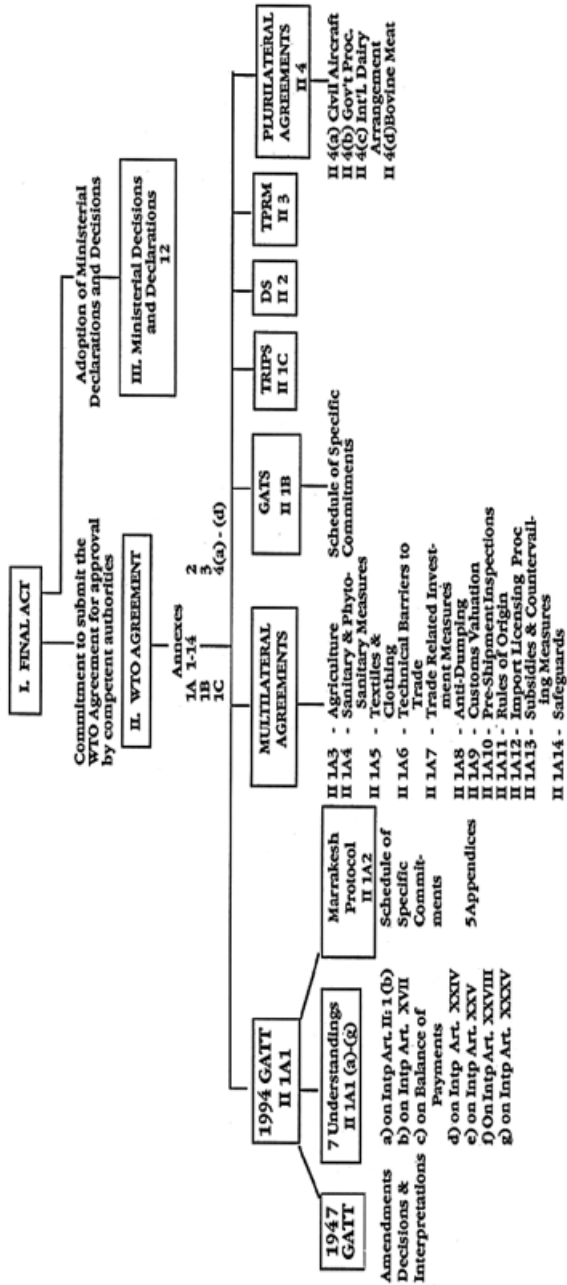 I. FINAL ACT
Commitment to submit the
WTO Agreement for approval
by competent authorities
Adoption of Ministerial
Declarations and Decisions
II. WTO AGREEMENT
III. Ministerial Decisions
and Declarations
12
Annexes
1A 1-14
1B
1C
2
3
4(a) - (d)
1994 GATT
II 1A1
MULTILATERAL
AGREEMENTS
GATS
II 1B
TRIPS
II 1C
DS
II 2
TPRM
II 3
PLURILATERAL
AGREEMENTS
II 4
1947
GATT
Amendments
Decisions &
Interpretations
7 Understandings
II 1A1 (a)-(g)
a) on Intp Art. II: 1(b)
b) on Intp Art. XVII
c) on Balance of
Payments
d) on Intp Art. XXIV
e) on Intp Art. XXV
f) On Intp Art. XXVIII
g) on Intp Art. XXXV
Marrakesh
Protocol
II 1A2
Schedule of
Specific
Commit-
ments
5Appendices
II 1A3 - Agriculture
II 1A4 - Sanitary & Phyto-
Sanitary Measures
II 1A5 - Textiles &
Clothing
II 1A6 - Technical Barriers to
Trade
II 1A7 - Trade Related Invest-
ment Measures
II 1A8 - Anti-Dumping
II 1A9 - Customs Valuation
II 1A10 - Pre-Shipment Inspections
II 1A11 - Rules of Origin
II 1A12 - Import Licensing Proc
II 1A13 - Subsidies & Countervail-
ing Measures
II 1A14 - Safeguards
Schedule of Specific
Commitments
II 4(a) Civil Aircraft
II 4(b) Gov't Proc.
II 4(c) Int'l. Dairy
Arrangement
II 4(d)Bovine Meat